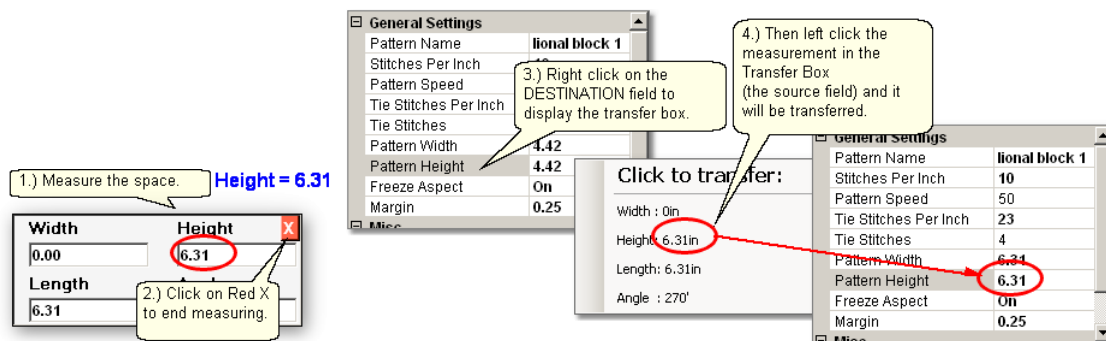 1.) Measure the space.
Height = 6.31
Width Height X
0.00 6.31
Length
6.31
2.) Click on Red X
to end measuring.
General Settings
Pattern Name lional block 1
Stitches Per Inch
Pattern Speed
Tie Stitches Per Inch
Tie Stitches
Pattern Width 4.42
Pattern Height 4.42
Freeze Aspect On
Margin 0.25
Misc
3.) Right click on the
DESTINATION field to
display the transfer box.
Click to transfer:
Width : 0in
Height: 6.31in
Length: 6.31in
Angle : 270'
4.) Then left click the
measurement in the
Transfer Box
(the source field) and it
will be transferred.
General Settings
Pattern Name lional block 1
Stitches Per Inch 10
Pattern Speed 50
Tie Stitches Per Inch 23
Tie Stitches 4
Pattern Width 6.31
Pattern Height 6.31
Freeze Aspect On
Margin 0.25
Misc